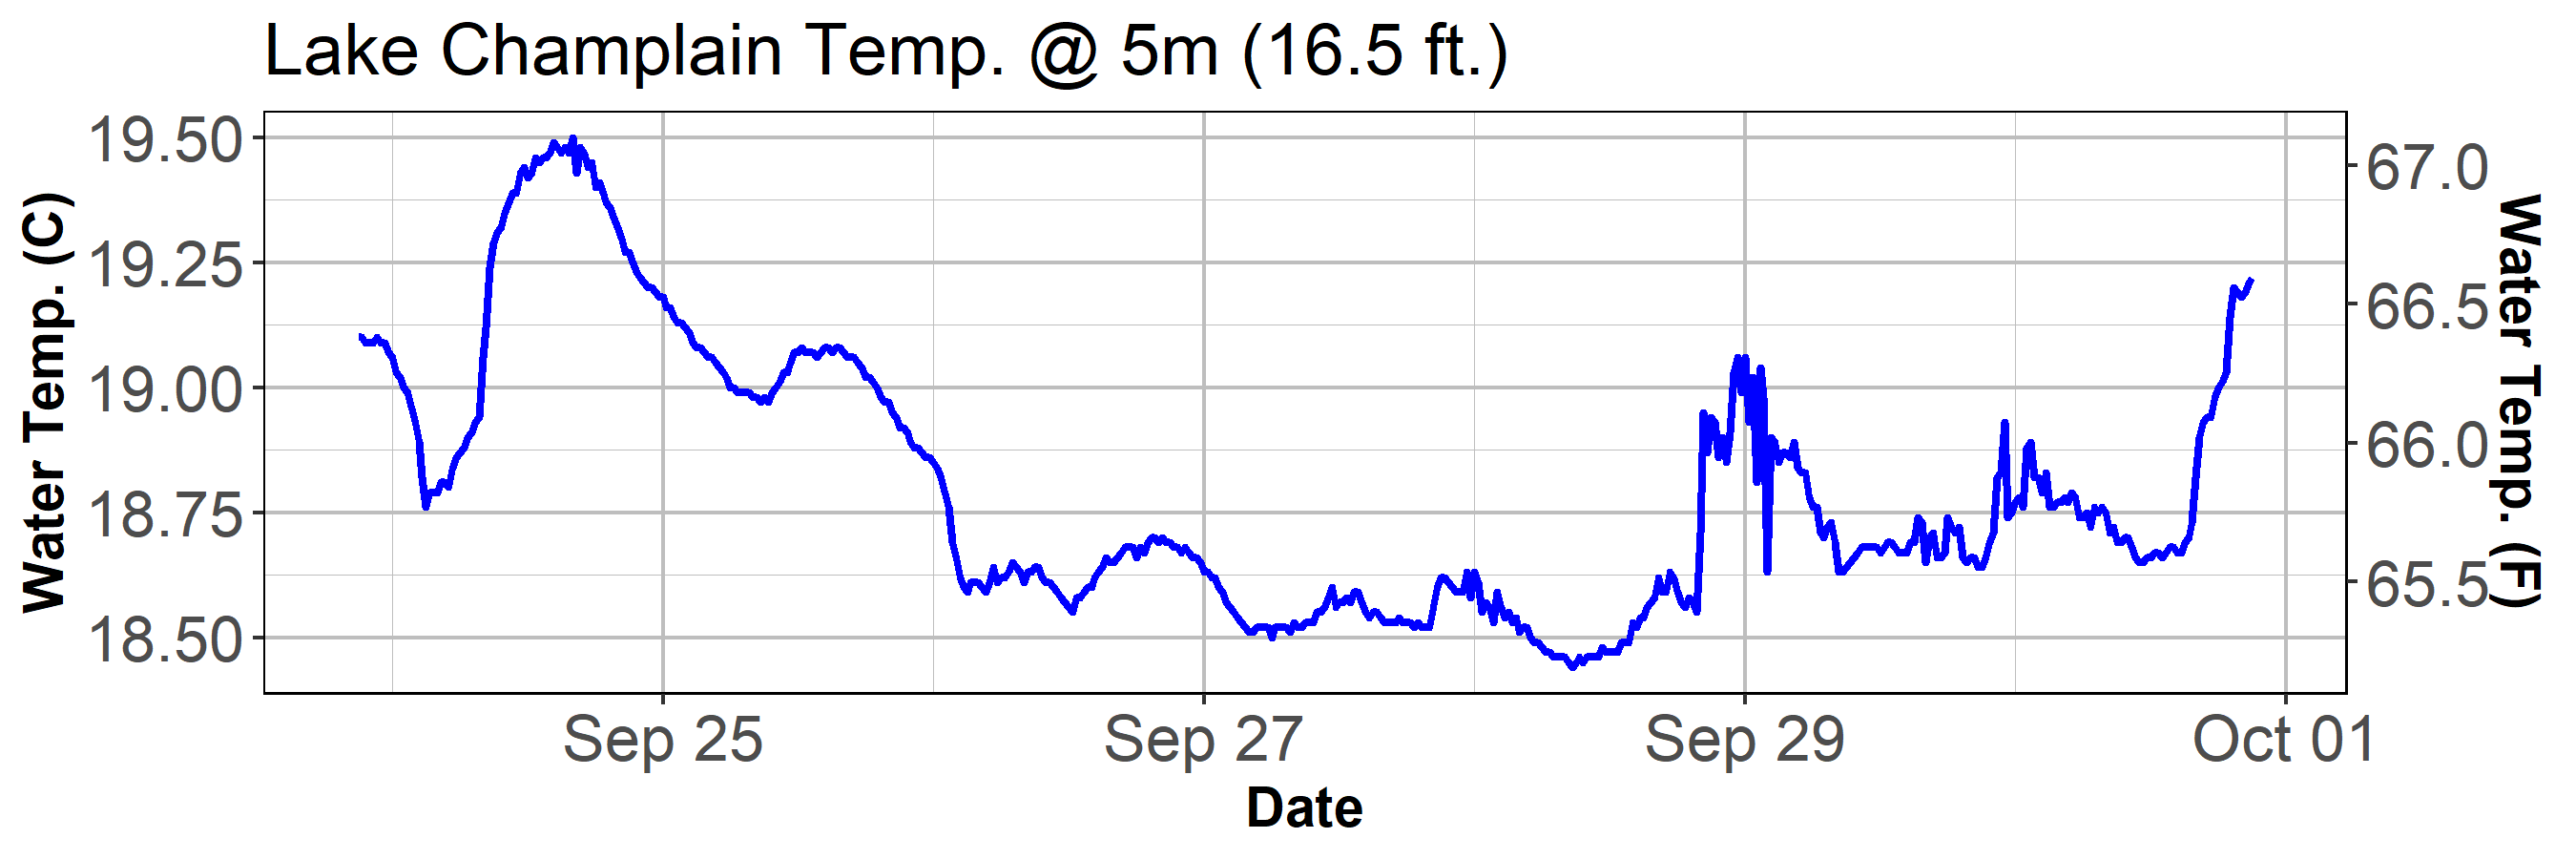 Lake Champlain Temp. @ 5m (16.5 ft.)
Water Temp. (C)
19.50
19.25
19.00
18.75
18.50
67.0
66.5
66.0
65.5
Water Temp. (F)
Sep 25
Sep 27
Sep 29
Oct 01
Date